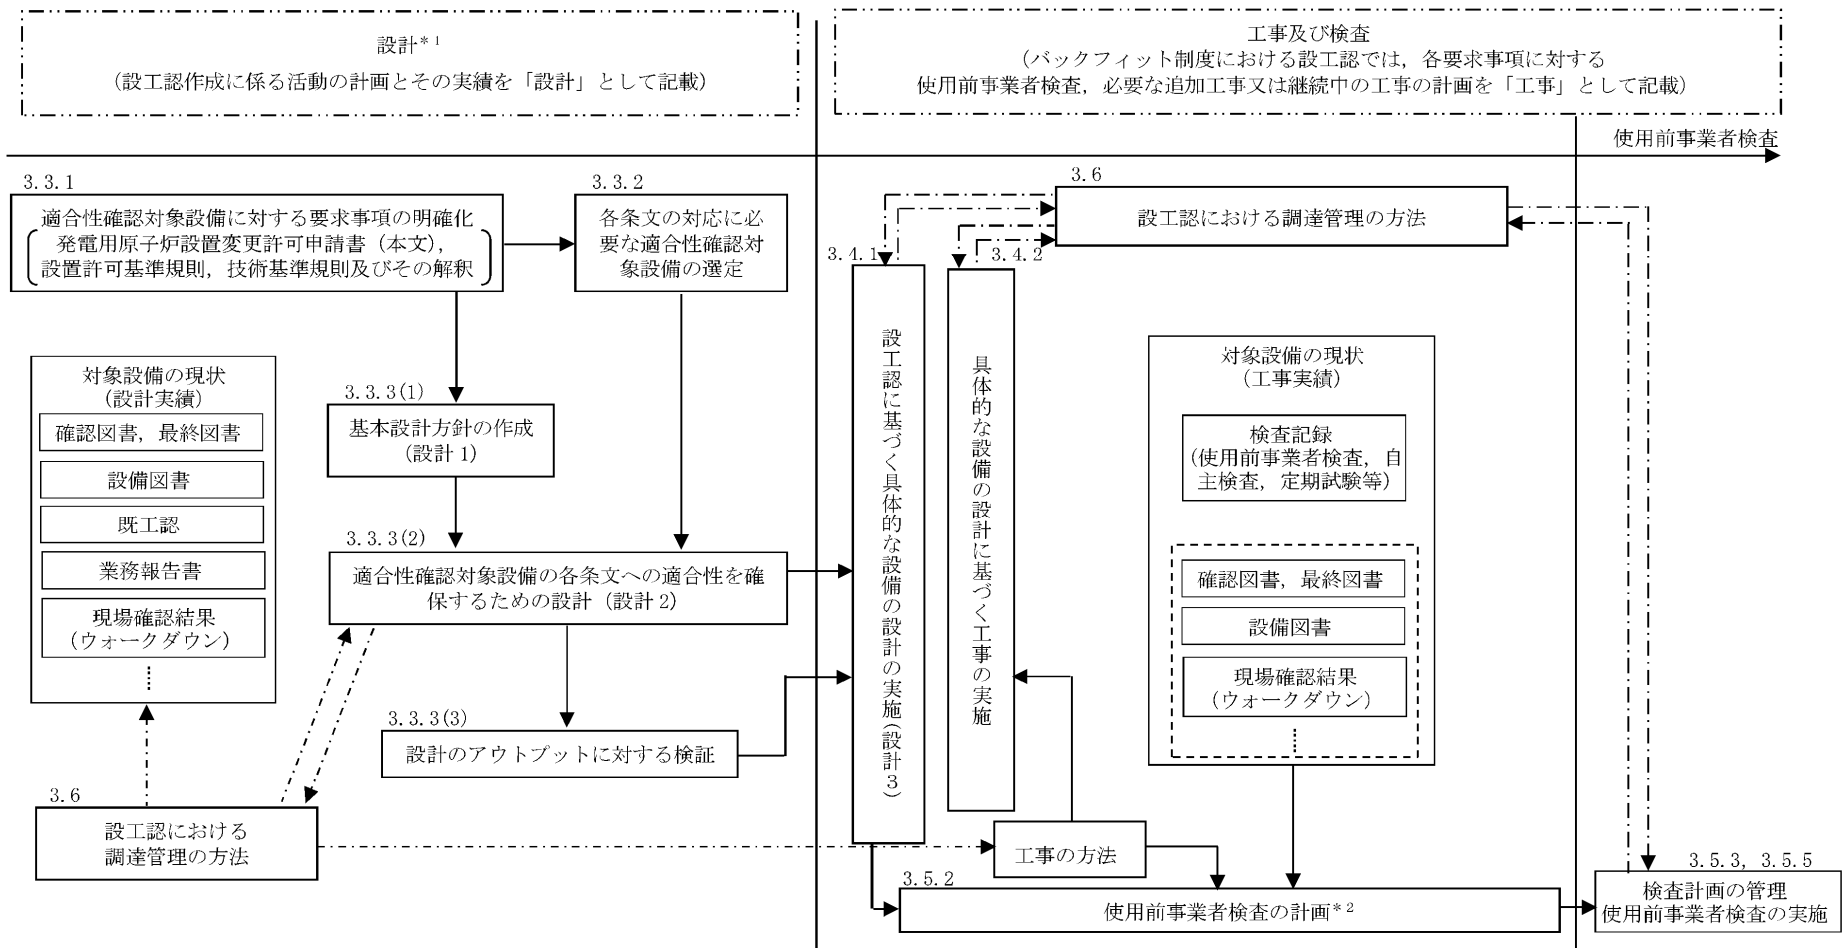 設計*1
(設工認作成に係る活動の計画とその実績を「設計」として記載)
工事及び検査
(バックフィット制度における設工認では，各要求事項に対する
使用前事業者検査，必要な追加工事又は継続中の工事の計画を「工事」として記載)
使用前事業者検査
3.3.1
適合性確認対象設備に対する要求事項の明確化
発電用原子炉設置変更許可申請書（本文），
設置許可基準規則，技術基準規則及びその解釈
3.3.2
各条文の対応に必
要な適合性確認対
象設備の選定
対象設備の現状
(設計実績)
確認図書，最終図書
設備図書
既工認
業務報告書
現場確認結果
(ウォークダウン)
3.3.3(1)
基本設計方針の作成
(設計1)
3.3.3(2)
適合性確認対象設備の各条文への適合性を確
保するための設計（設計2）
3.3.3(3)
設計のアウトプットに対する検証
3.6
設工認における
調達管理の方法
3.6
設工認における調達管理の方法
3.4.1
設工認に基づく具体的な設備の設計の実施(設計3)
3.4.2
具体的な設備の設計に基づく工事の実施
対象設備の現状
(工事実績)
検査記録
(使用前事業者検査，自
主検査，定期試験等)
確認図書，最終図書
設備図書
現場確認結果
(ウォークダウン)
工事の方法
3.5.2
使用前事業者検査の計画*2
3.5.3, 3.5.5
検査計画の管理
使用前事業者検査の実施